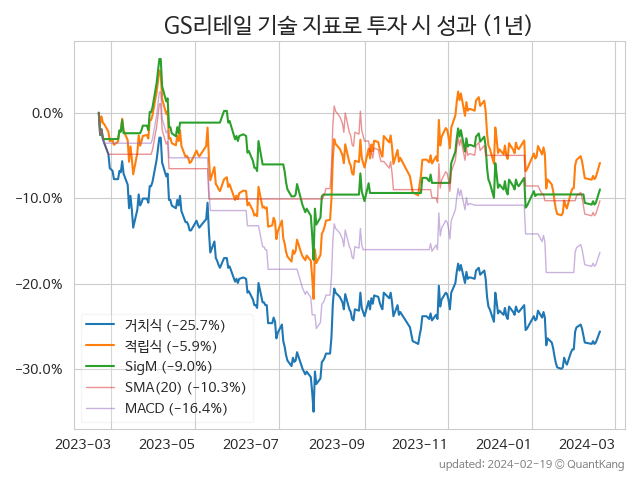 GS리테일 기술 지표로 투자 시 성과 (1년)
0.0%
−10.0%
−20.0%
−30.0%
거치식 (−25.7%)
적립식 (−5.9%)
SigM (−9.0%)
SMA(20) (−10.3%)
MACD (−16.4%)
2023-03 2023-05 2023-07 2023-09 2023-11 2024-01 2024-03
updated: 2024-02-19 © QuantKang